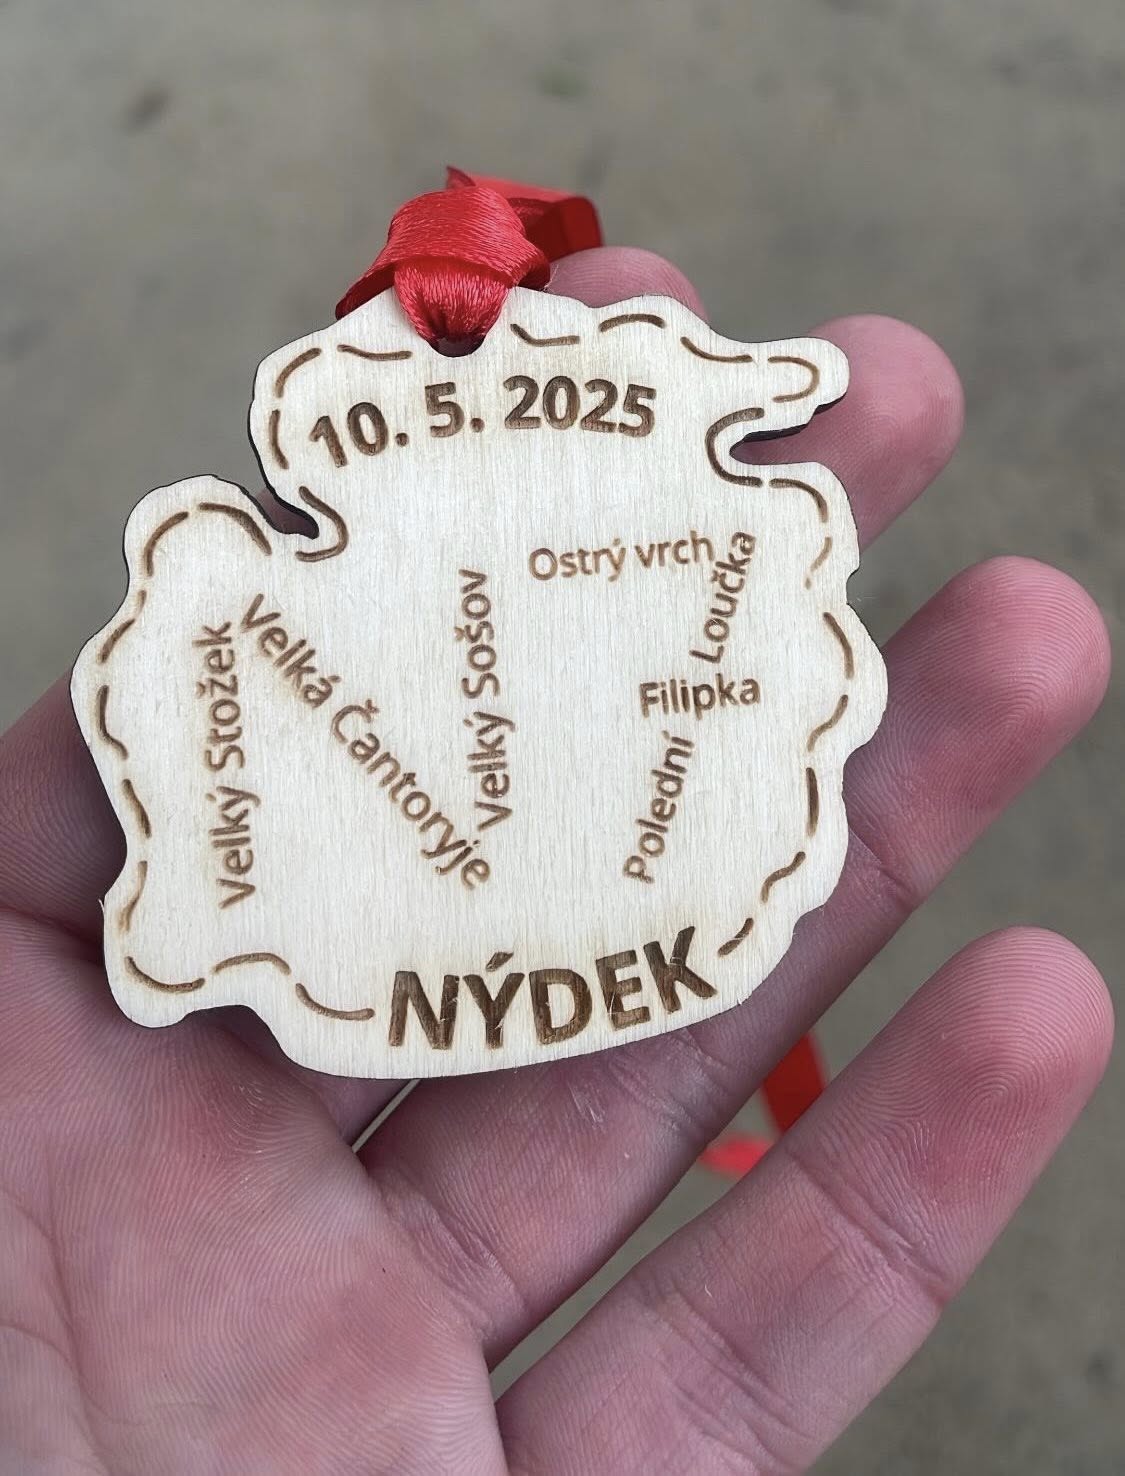 10. 5. 2025
Velký Stožek
Velká Čantoryje
Velký Sošov
Ostrý vrch
Loučka
Filipka
Polední
NÝDEK